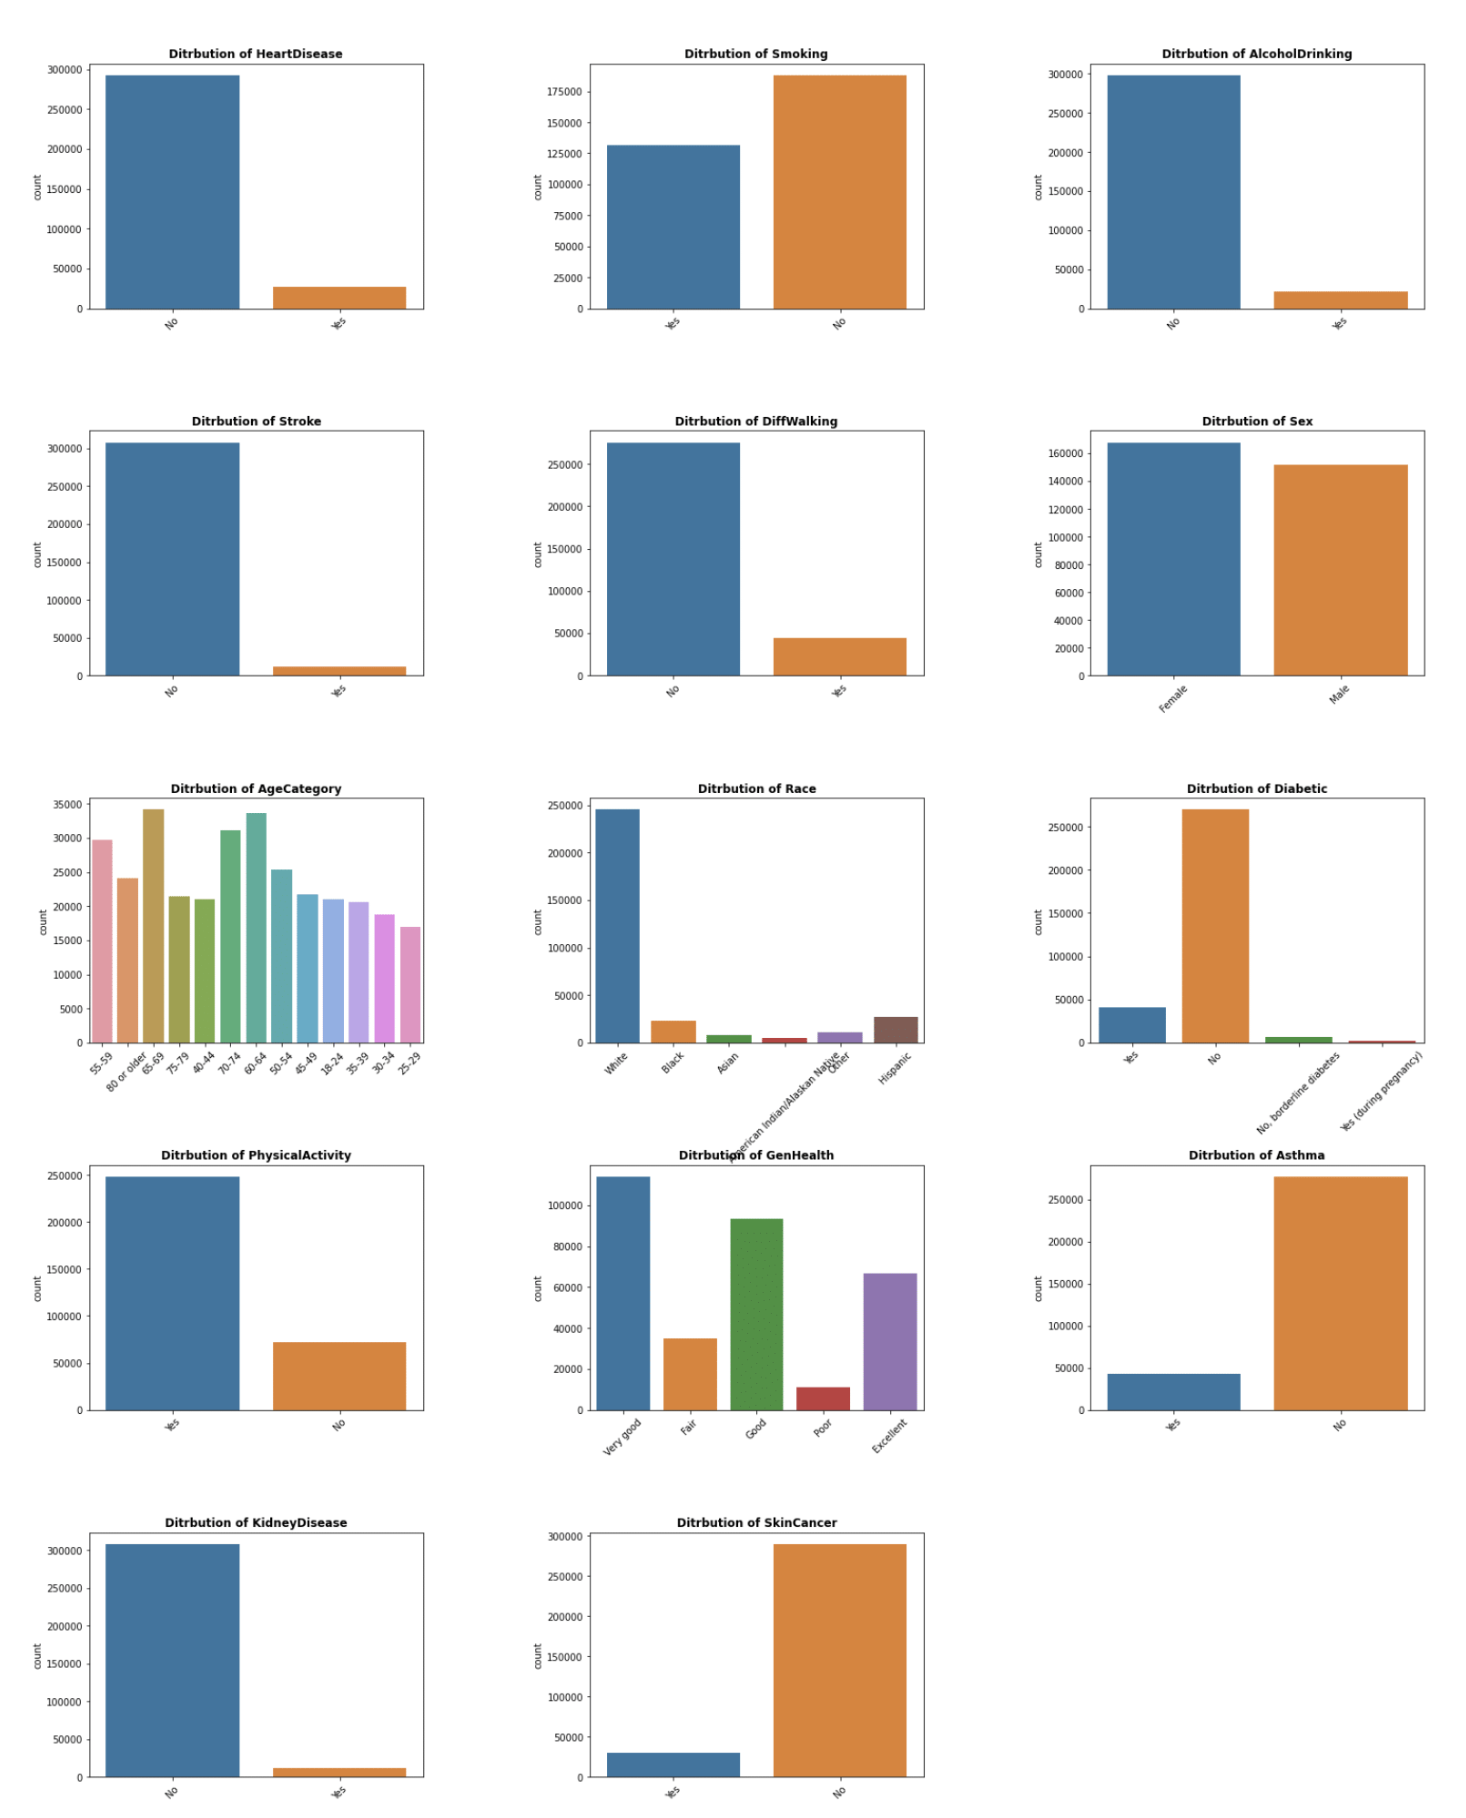 Ditrbution of HeartDisease
300000
250000
200000
150000
100000
50000
0
count
No
Yes
Ditrbution of Smoking
175000
150000
125000
100000
75000
50000
25000
0
count
Yes
No
Ditrbution of AlcoholDrinking
300000
250000
200000
150000
100000
50000
0
count
No
Yes
Ditrbution of Stroke
300000
250000
200000
150000
100000
50000
0
count
No
Yes
Ditrbution of DiffWalking
250000
200000
150000
100000
50000
0
count
No
Yes
Ditrbution of Sex
160000
140000
120000
100000
80000
60000
40000
20000
0
count
Female
Male
Ditrbution of AgeCategory
35000
30000
25000
20000
15000
10000
5000
0
count
55-59
80 or older
65-69
75-79
40-44
70-74
60-64
50-54
45-49
18-24
35-39
30-34
25-29
Ditrbution of Race
250000
200000
150000
100000
50000
0
count
White
Black
Asian
American Indian/Alaskan Native
Other
Hispanic
Ditrbution of Diabetic
250000
200000
150000
100000
50000
0
count
Yes
No
No, borderline diabetes
Yes (during pregnancy)
Ditrbution of PhysicalActivity
250000
200000
150000
100000
50000
0
count
Yes
No
Ditrbution of GenHealth
100000
80000
60000
40000
20000
0
count
Very good
Fair
Good
Poor
Excellent
Ditrbution of Asthma
250000
200000
150000
100000
50000
0
count
Yes
No
Ditrbution of KidneyDisease
300000
250000
200000
150000
100000
50000
0
count
No
Yes
Ditrbution of SkinCancer
300000
250000
200000
150000
100000
50000
0
count
Yes
No